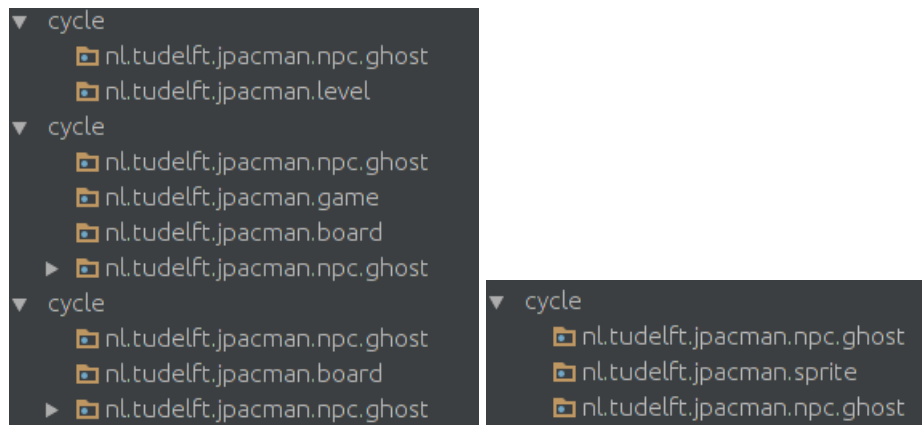 cycle
nl.tudelft.jpacman.npc.ghost
nl.tudelft.jpacman.level
cycle
nl.tudelft.jpacman.npc.ghost
nl.tudelft.jpacman.game
nl.tudelft.jpacman.board
nl.tudelft.jpacman.npc.ghost
cycle
nl.tudelft.jpacman.npc.ghost
nl.tudelft.jpacman.board
nl.tudelft.jpacman.npc.ghost
cycle
nl.tudelft.jpacman.npc.ghost
nl.tudelft.jpacman.sprite
nl.tudelft.jpacman.npc.ghost